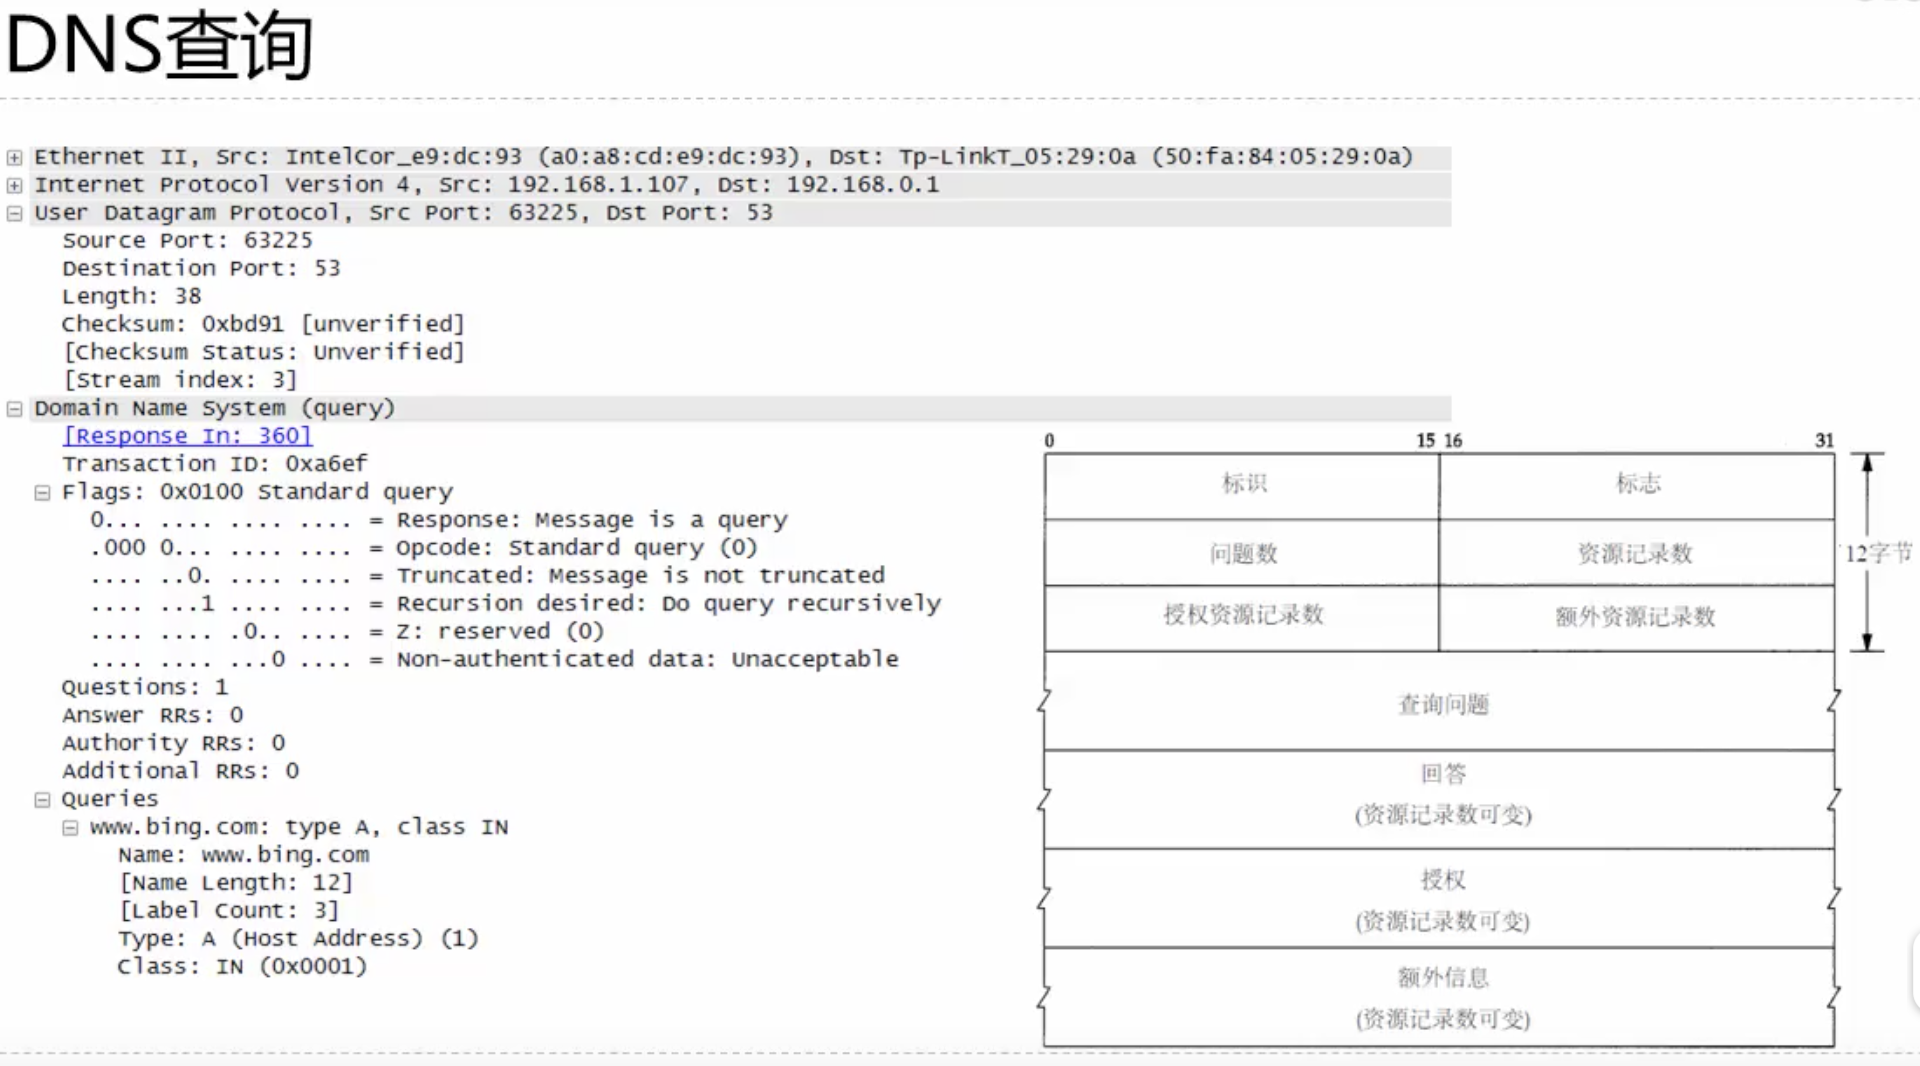 DNS查询
Ethernet II, Src: IntelCor_e9:dc:93 (a0:a8:cd:e9:dc:93), Dst: Tp-LinkT_05:29:0a (50:fa:84:05:29:0a)
Internet Protocol Version 4, Src: 192.168.1.107, Dst: 192.168.0.1
User Datagram Protocol, Src Port: 63225, Dst Port: 53
Source Port: 63225
Destination Port: 53
Length: 38
Checksum: 0xbd91 [unverified]
[Checksum Status: Unverified]
[Stream index: 3]
Domain Name System (query)
[Response In: 360]
Transaction ID: 0xa6ef
Flags: 0x0100 Standard query
0... .... .... .... = Response: Message is a query
.000 0... .... .... = Opcode: Standard query (0)
.... ..0. .... .... = Truncated: Message is not truncated
.... ...1 .... .... = Recursion desired: Do query recursively
.... .... .0.. .... = Z: reserved (0)
.... .... ...0 .... = Non-authenticated data: Unacceptable
Questions: 1
Answer RRs: 0
Authority RRs: 0
Additional RRs: 0
Queries
www.bing.com: type A, class IN
Name: www.bing.com
[Name Length: 12]
[Label Count: 3]
Type: A (Host Address) (1)
Class: IN (0x0001)
0 15 16 31
标识 标志
问题数 资源记录数 12字节
授权资源记录数 额外资源记录数
查询问题
回答
(资源记录数可变)
授权
(资源记录数可变)
额外信息
(资源记录数可变)